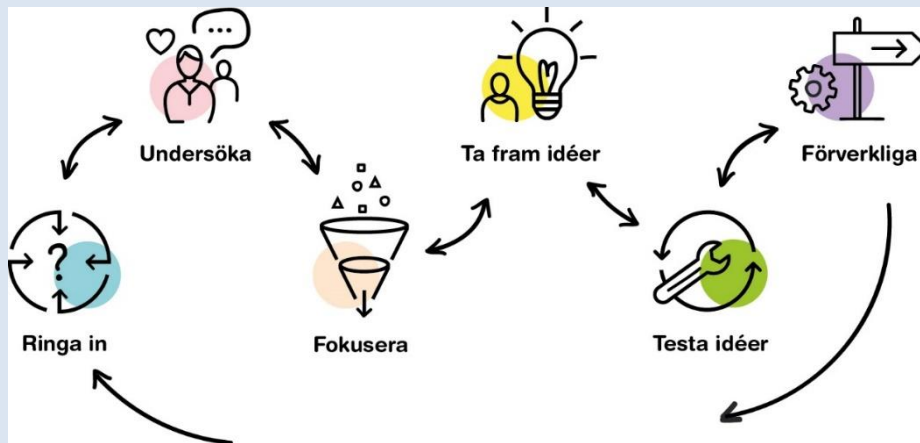 Undersöka
Ta fram idéer
Förverkliga
Ringa in
Fokusera
Testa idéer